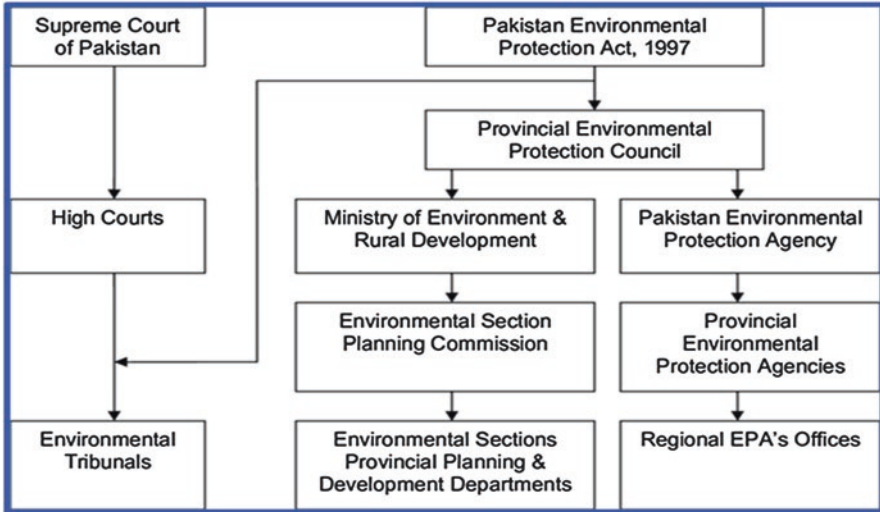 Supreme Court
of Pakistan
Pakistan Environmental
Protection Act, 1997
Provincial Environmental
Protection Council
High Courts
Ministry of Environment &
Rural Development
Pakistan Environmental
Protection Agency
Environmental Section
Planning Commission
Provincial
Environmental
Protection Agencies
Environmental
Tribunals
Environmental Sections
Provincial Planning &
Development Departments
Regional EPA's Offices